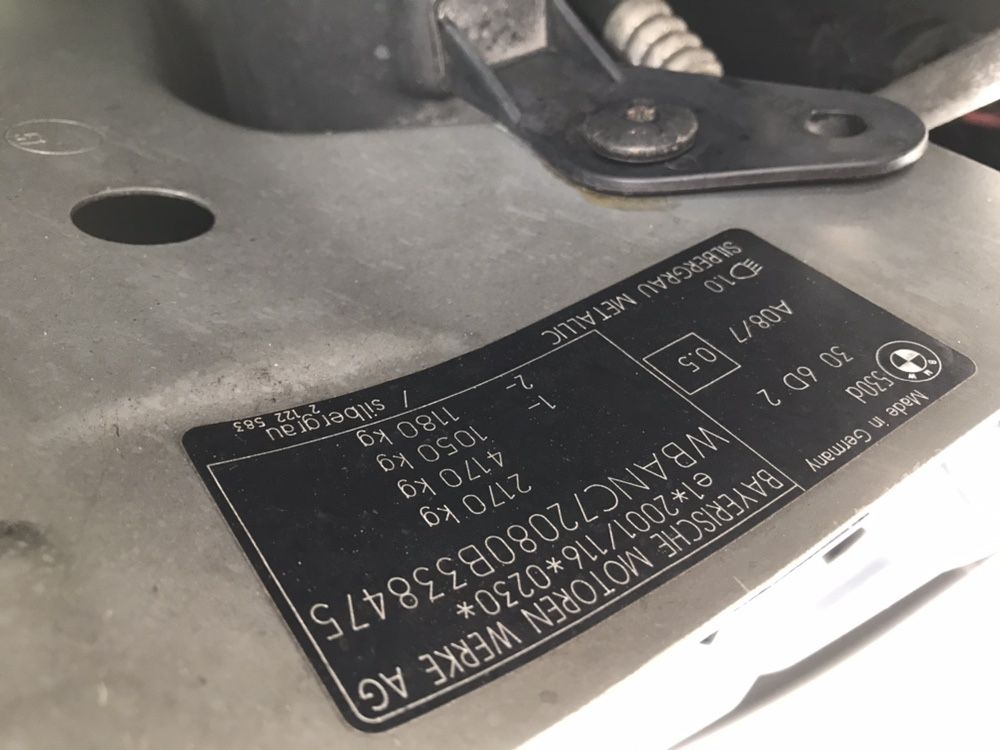 Made in Germany
BMW
530d
30 6D 2
A08/7
0.5
1.0
BAYERISCHE MOTOREN WERKE AG
e1*2001/116*0230*
WBANC72080B338475
2170 kg
4170 kg
1- 1050 kg
2- 1180 kg
SILBERGRAU METALLIC / silbergrau
2 122 583